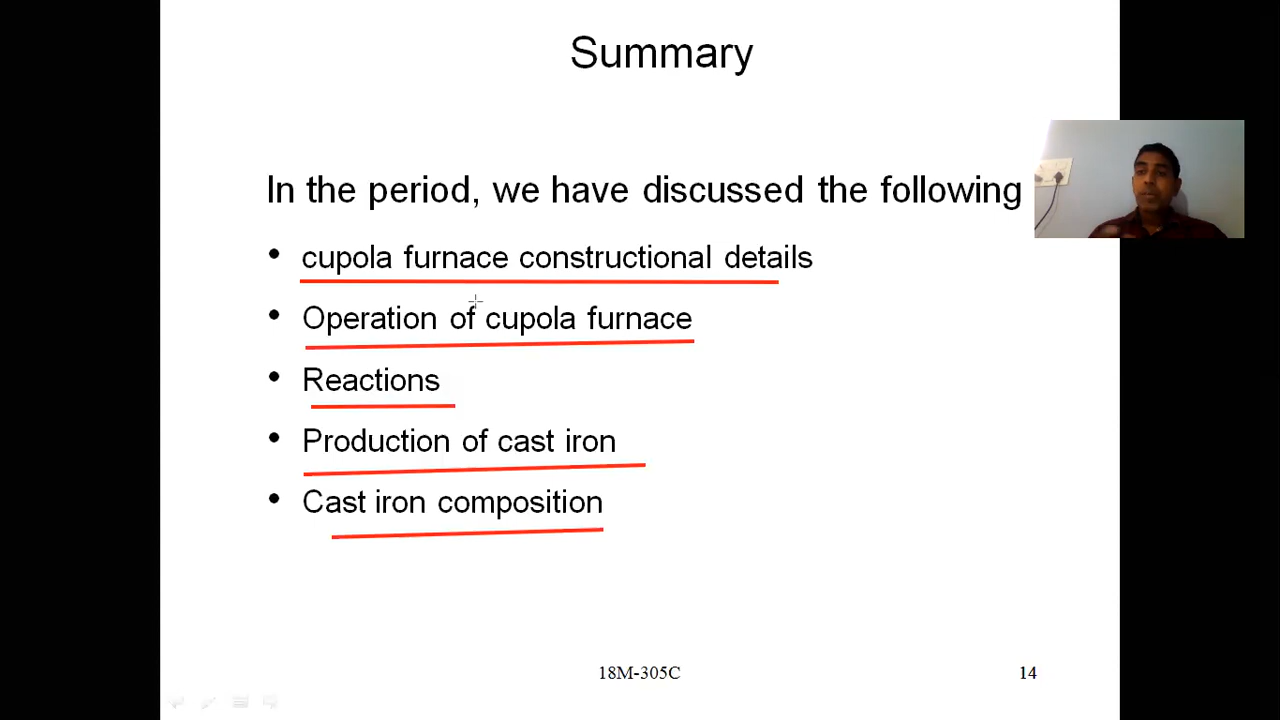 Summary
In the period, we have discussed the following
• cupola furnace constructional details
• Operation of cupola furnace
• Reactions
• Production of cast iron
• Cast iron composition
18M-305C
14